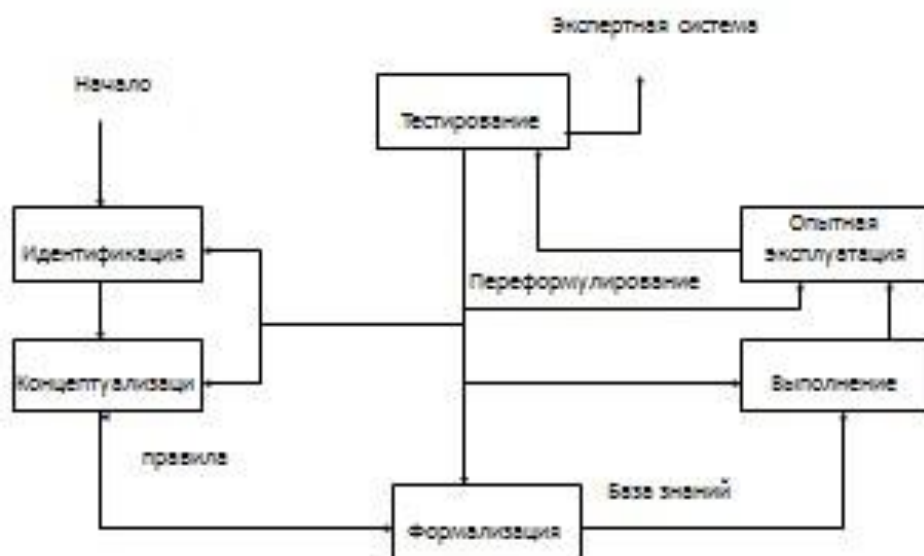 Экспертная система
Начало
Тестирование
Идентификация
Опытная
эксплуатация
Переформулирование
Концептуализаци
Выполнение
правила
База знаний
Формализация